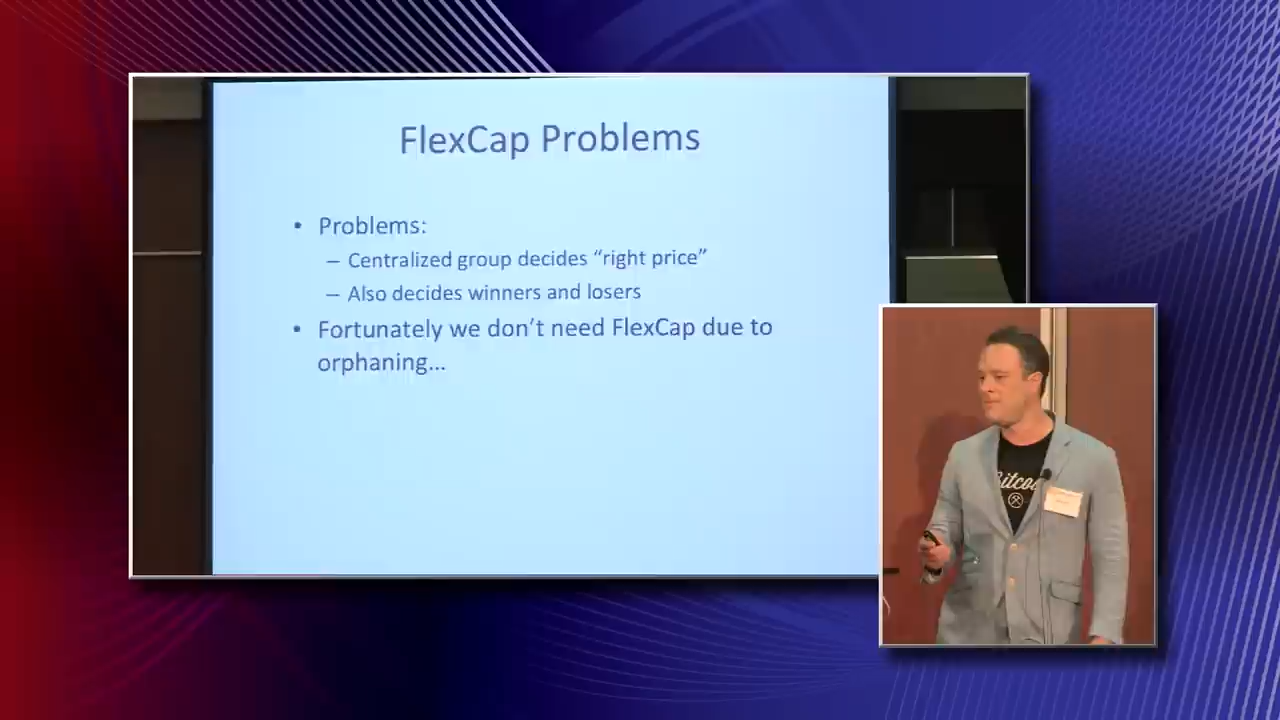 FlexCap Problems
• Problems:
– Centralized group decides “right price”
– Also decides winners and losers
• Fortunately we don’t need FlexCap due to
orphaning...